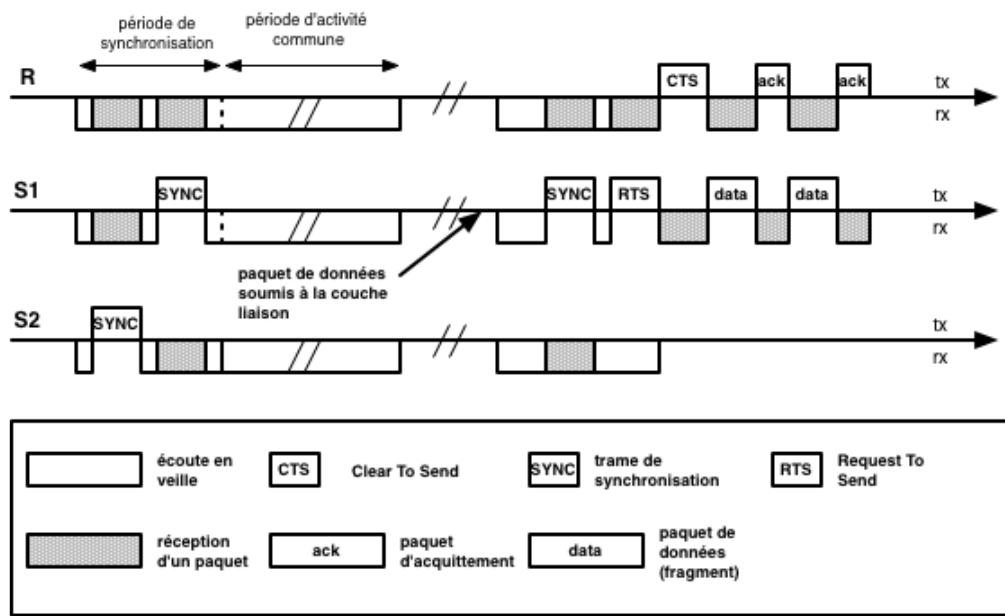 période de
synchronisation
période d'activité
commune
R
CTS
ack
ack
tx
rx
S1
SYNC
SYNC
RTS
data
data
tx
rx
paquet de données
soumis à la couche
liaison
S2
SYNC
tx
rx
écoute en
veille
CTS
Clear To Send
SYNC
trame de
synchronisation
RTS
Request To
Send
réception
d'un paquet
ack
paquet
d'acquittement
data
paquet de
données
(fragment)